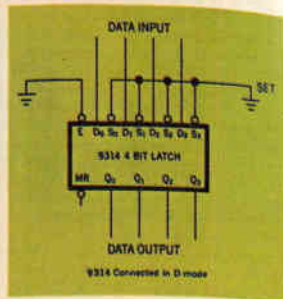 DATA INPUT
SET
E D0 S0 D1 S1 D2 S2 D3 S3
9314 4 BIT LATCH
MR Q0 Q1 Q2 Q3
DATA OUTPUT
9314 Connected in D mode